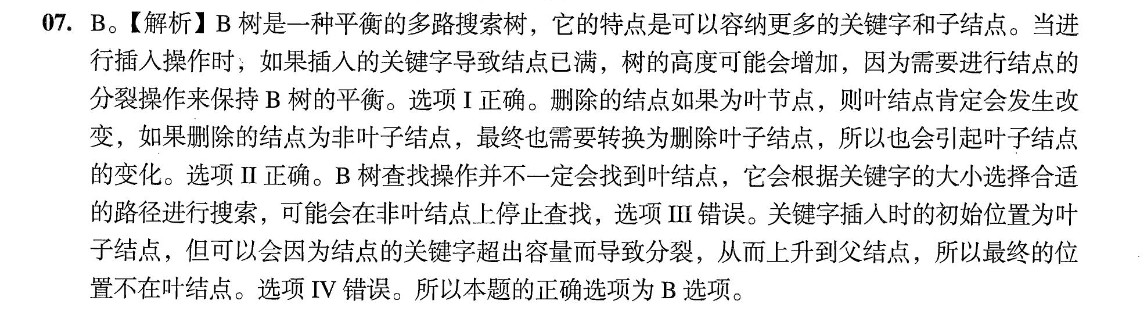 07. B。【解析】B 树是一种平衡的多路搜索树，它的特点是可以容纳更多的关键字和子结点。当进
行插入操作时，如果插入的关键字导致结点已满，树的高度可能会增加，因为需要进行结点的
分裂操作来保持 B 树的平衡。选项 I 正确。删除的结点如果为叶节点，则叶结点肯定会发生改
变，如果删除的结点为非叶子结点，最终也需要转换为删除叶子结点，所以也会引起叶子结点
的变化。选项 II 正确。B 树查找操作并不一定会找到叶结点，它会根据关键字的大小选择合适
的路径进行搜索，可能会在非叶结点上停止查找，选项 III 错误。关键字插入时的初始位置为叶
子结点，但可以会因为结点的关键字超出容量而导致分裂，从而上升到父结点，所以最终的位
置不在叶结点。选项 IV 错误。所以本题的正确选项为 B 选项。